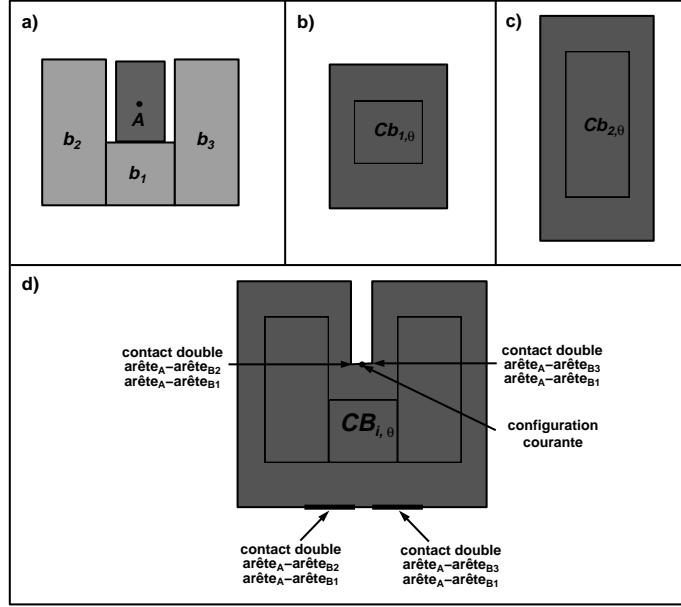 a)
A
b2
b1
b3
b)
Cb1,θ
c)
Cb2,θ
d)
contact double
arêteA–arêteB2
arêteA–arêteB1
contact double
arêteA–arêteB3
arêteA–arêteB1
CBi, θ
configuration
courante
contact double
arêteA–arêteB2
arêteA–arêteB1
contact double
arêteA–arêteB3
arêteA–arêteB1